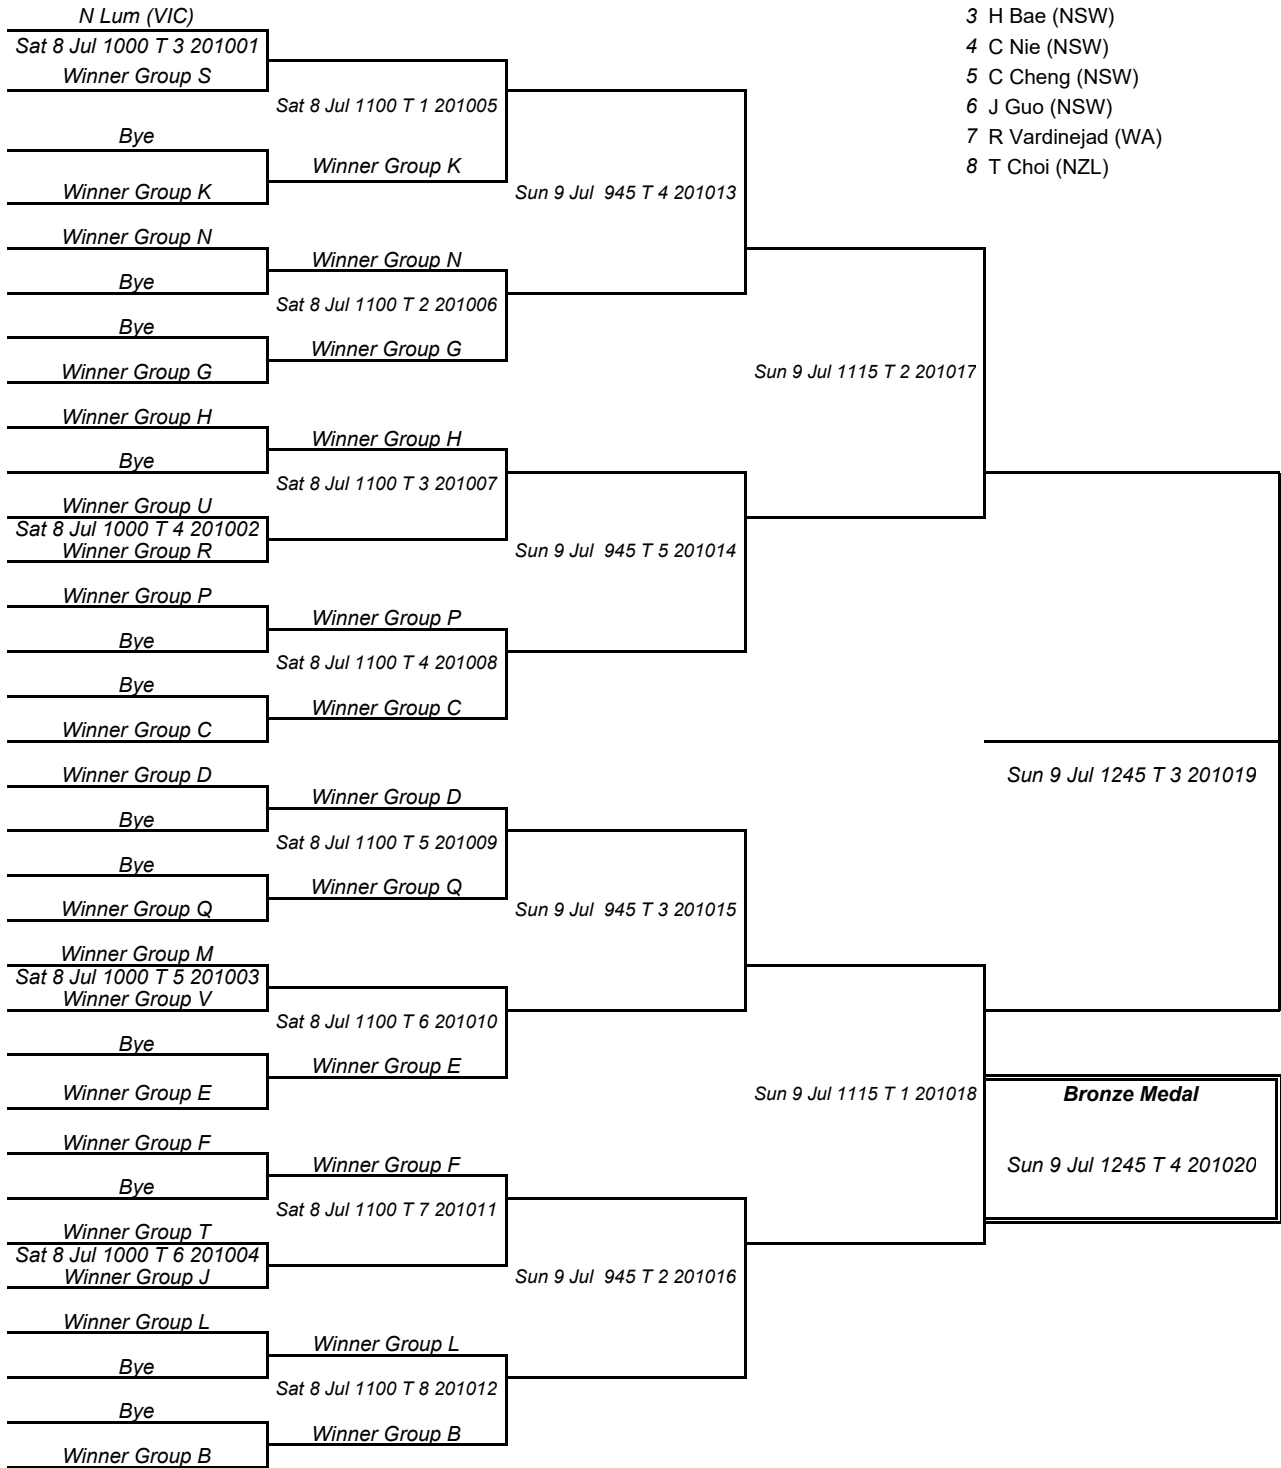 N Lum (VIC)
Sat 8 Jul 1000 T 3 201001
Winner Group S
Sat 8 Jul 1100 T 1 201005
Bye
Winner Group K
Winner Group K
Sun 9 Jul  945 T 4 201013
Winner Group N
Winner Group N
Bye
Sat 8 Jul 1100 T 2 201006
Bye
Winner Group G
Winner Group G
Sun 9 Jul 1115 T 2 201017
Winner Group H
Winner Group H
Bye
Sat 8 Jul 1100 T 3 201007
Winner Group U
Sat 8 Jul 1000 T 4 201002
Winner Group R
Sun 9 Jul  945 T 5 201014
Winner Group P
Winner Group P
Bye
Sat 8 Jul 1100 T 4 201008
Bye
Winner Group C
Winner Group C
Sun 9 Jul 1245 T 3 201019
Winner Group D
Winner Group D
Bye
Sat 8 Jul 1100 T 5 201009
Bye
Winner Group Q
Winner Group Q
Sun 9 Jul  945 T 3 201015
Winner Group M
Sat 8 Jul 1000 T 5 201003
Winner Group V
Sat 8 Jul 1100 T 6 201010
Bye
Winner Group E
Winner Group E
Sun 9 Jul 1115 T 1 201018
Bronze Medal
Sun 9 Jul 1245 T 4 201020
Winner Group F
Winner Group F
Bye
Sat 8 Jul 1100 T 7 201011
Winner Group T
Sat 8 Jul 1000 T 6 201004
Winner Group J
Sun 9 Jul  945 T 2 201016
Winner Group L
Winner Group L
Bye
Sat 8 Jul 1100 T 8 201012
Bye
Winner Group B
Winner Group B
3 H Bae (NSW)
4 C Nie (NSW)
5 C Cheng (NSW)
6 J Guo (NSW)
7 R Vardinejad (WA)
8 T Choi (NZL)